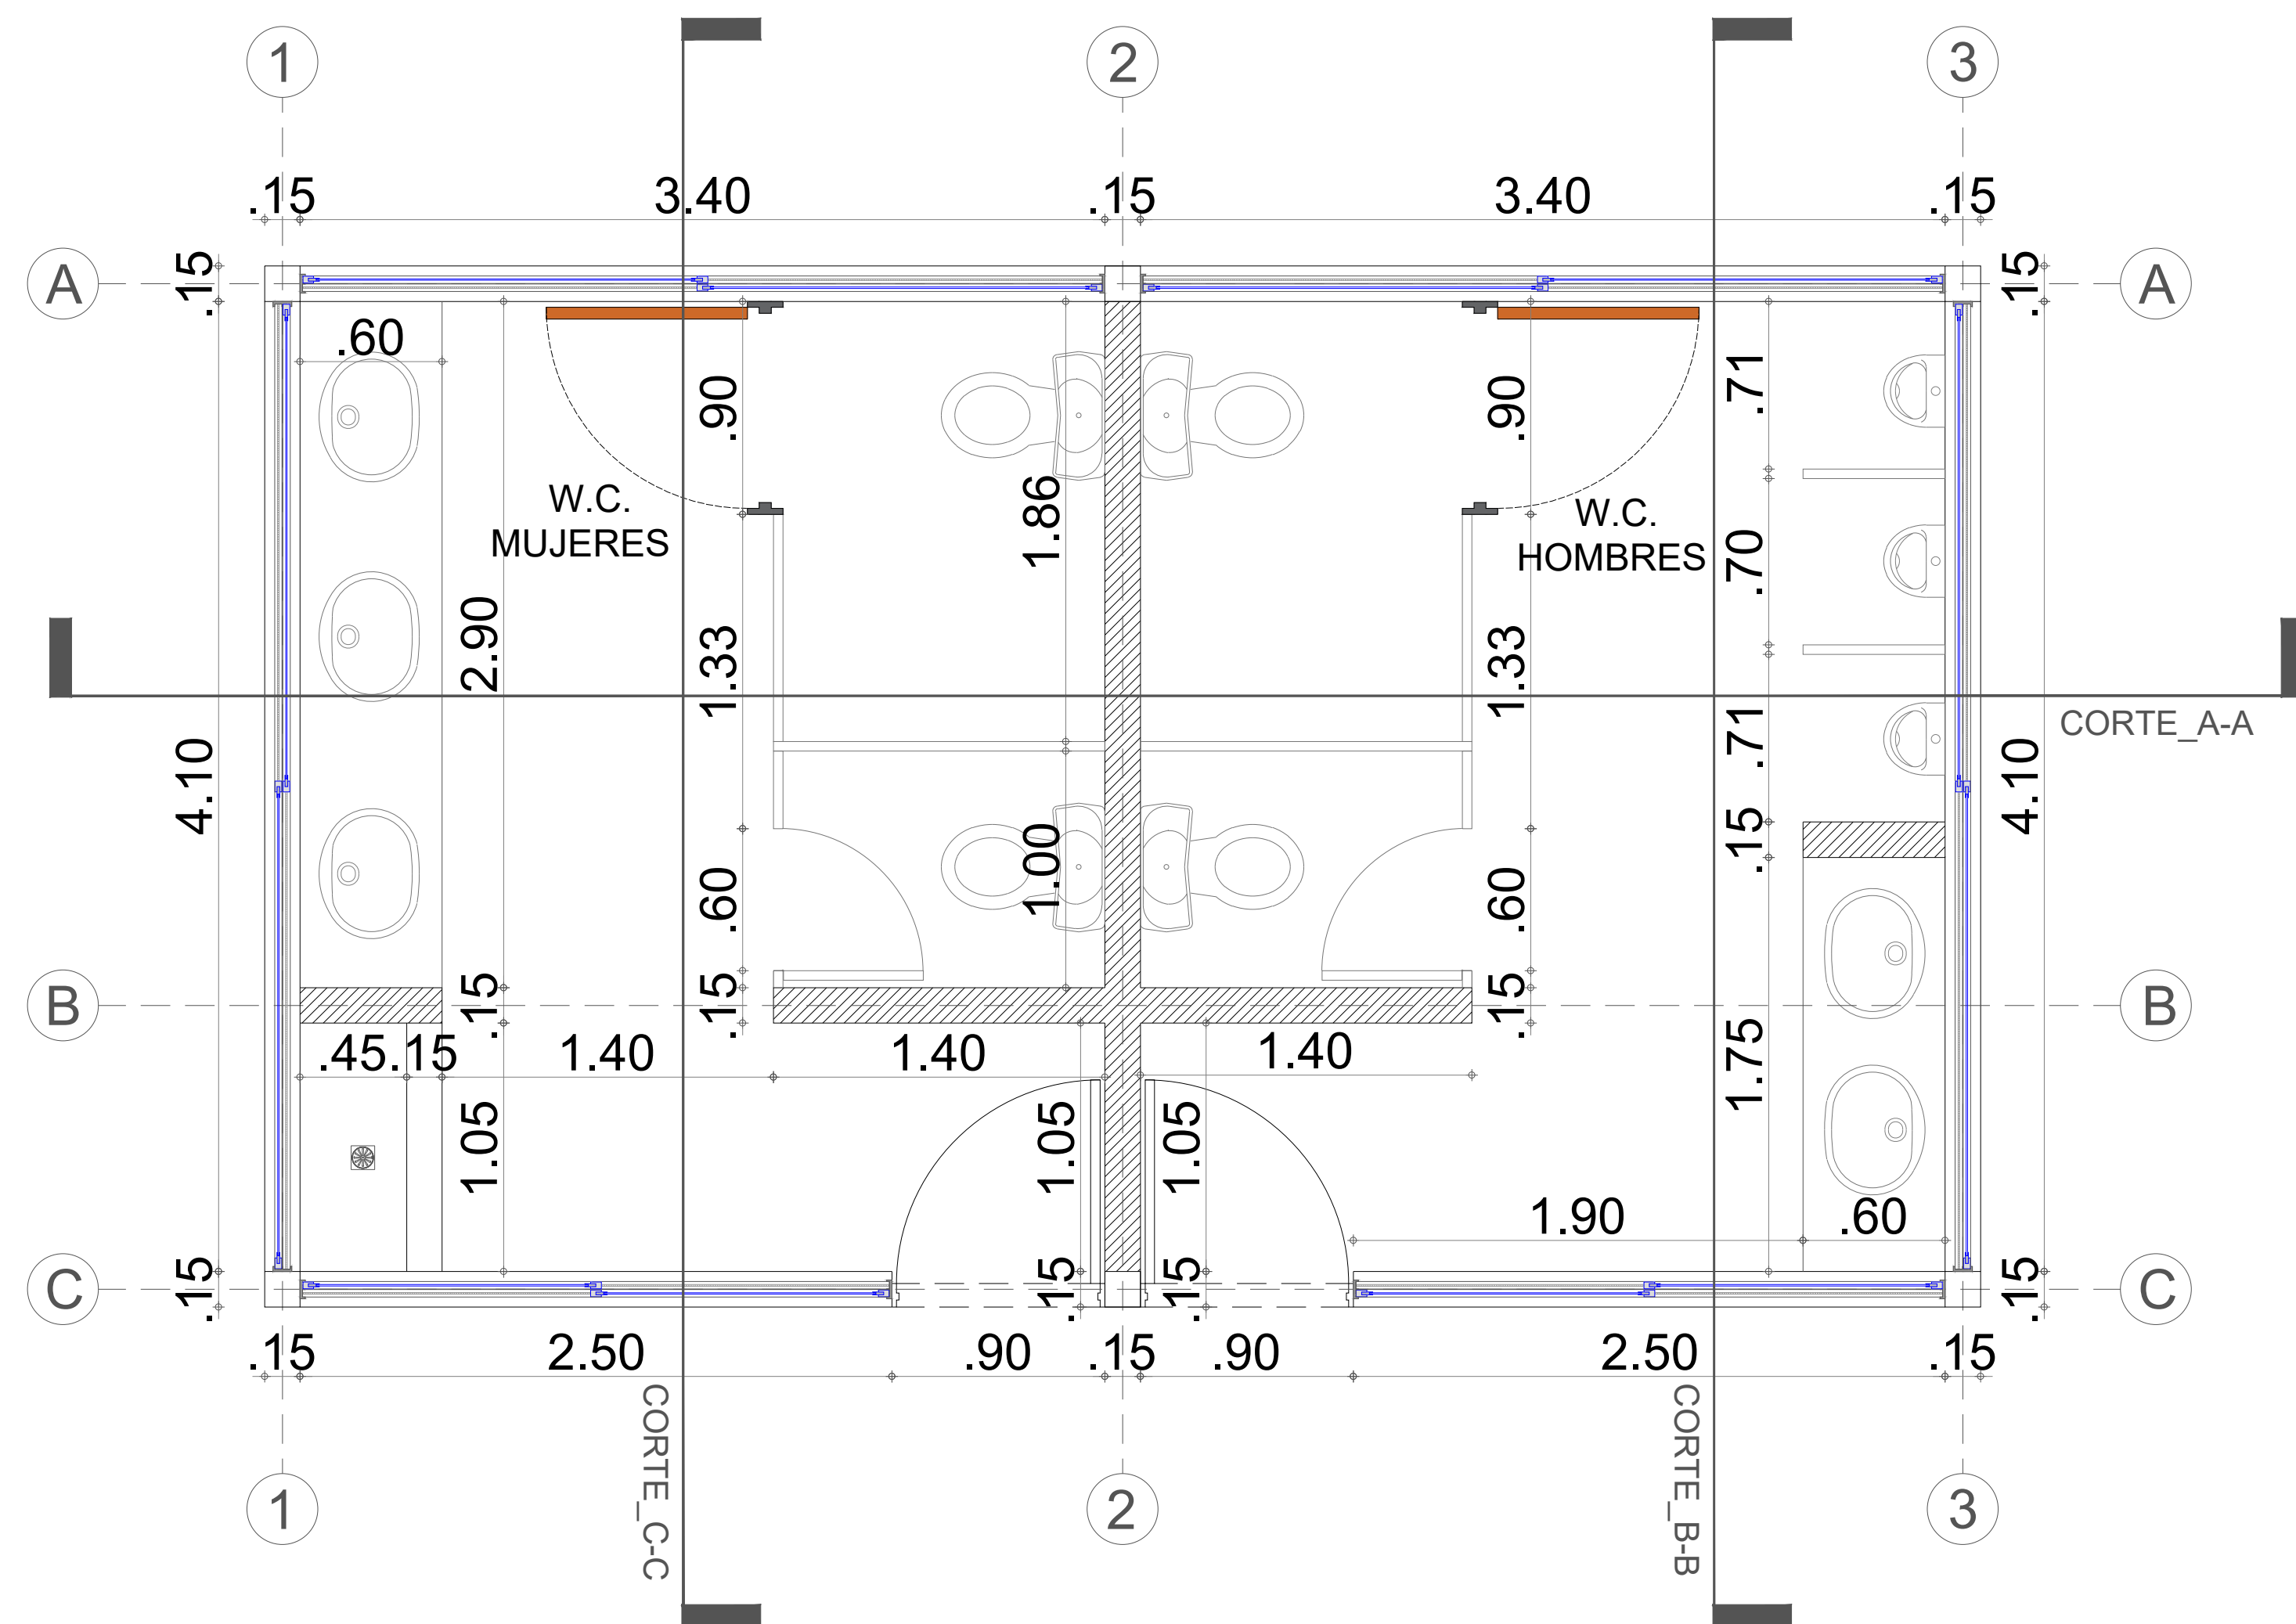 1 2 3
.15 3.40 .15 3.40 .15
A .15 .15 A
.60
.90 .90 .71
W.C.
MUJERES
1.86
W.C.
HOMBRES
.70
2.90 1.33 1.33 .71
CORTE_A-A
4.10 4.10
.60 1.00 .60 .15
B .15 .15 .15 B
.45 .15 1.40 1.40 1.40
1.75
1.05 1.05 1.05
1.90 .60
C .15 .15 .15 .15 C
.15 2.50 .90 .15 .90 2.50 .15
CORTE_C-C
CORTE_B-B
1 2 3